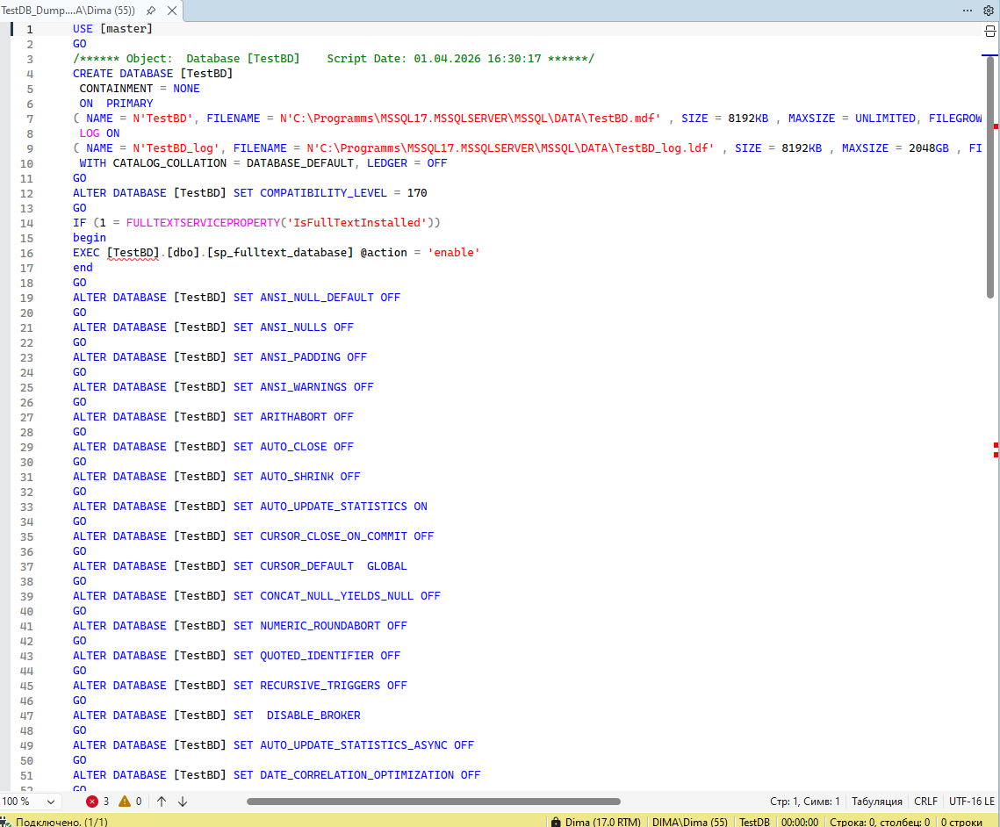 TestDB_Dump....A\Dima (55))
1 USE [master]
2 GO
3 /****** Object:  Database [TestBD]    Script Date: 01.04.2026 16:30:17 ******/
4 CREATE DATABASE [TestBD]
5 CONTAINMENT = NONE
6 ON  PRIMARY
7 ( NAME = N'TestBD', FILENAME = N'C:\Programms\MSSQL17.MSSQLSERVER\MSSQL\DATA\TestBD.mdf' , SIZE = 8192KB , MAXSIZE = UNLIMITED, FILEGROW
8 LOG ON
9 ( NAME = N'TestBD_log', FILENAME = N'C:\Programms\MSSQL17.MSSQLSERVER\MSSQL\DATA\TestBD_log.ldf' , SIZE = 8192KB , MAXSIZE = 2048GB , FI
10 WITH CATALOG_COLLATION = DATABASE_DEFAULT, LEDGER = OFF
11 GO
12 ALTER DATABASE [TestBD] SET COMPATIBILITY_LEVEL = 170
13 GO
14 IF (1 = FULLTEXTSERVICEPROPERTY('IsFullTextInstalled'))
15 begin
16 EXEC [TestBD].[dbo].[sp_fulltext_database] @action = 'enable'
17 end
18 GO
19 ALTER DATABASE [TestBD] SET ANSI_NULL_DEFAULT OFF
20 GO
21 ALTER DATABASE [TestBD] SET ANSI_NULLS OFF
22 GO
23 ALTER DATABASE [TestBD] SET ANSI_PADDING OFF
24 GO
25 ALTER DATABASE [TestBD] SET ANSI_WARNINGS OFF
26 GO
27 ALTER DATABASE [TestBD] SET ARITHABORT OFF
28 GO
29 ALTER DATABASE [TestBD] SET AUTO_CLOSE OFF
30 GO
31 ALTER DATABASE [TestBD] SET AUTO_SHRINK OFF
32 GO
33 ALTER DATABASE [TestBD] SET AUTO_UPDATE_STATISTICS ON
34 GO
35 ALTER DATABASE [TestBD] SET CURSOR_CLOSE_ON_COMMIT OFF
36 GO
37 ALTER DATABASE [TestBD] SET CURSOR_DEFAULT  GLOBAL
38 GO
39 ALTER DATABASE [TestBD] SET CONCAT_NULL_YIELDS_NULL OFF
40 GO
41 ALTER DATABASE [TestBD] SET NUMERIC_ROUNDABORT OFF
42 GO
43 ALTER DATABASE [TestBD] SET QUOTED_IDENTIFIER OFF
44 GO
45 ALTER DATABASE [TestBD] SET RECURSIVE_TRIGGERS OFF
46 GO
47 ALTER DATABASE [TestBD] SET  DISABLE_BROKER
48 GO
49 ALTER DATABASE [TestBD] SET AUTO_UPDATE_STATISTICS_ASYNC OFF
50 GO
51 ALTER DATABASE [TestBD] SET DATE_CORRELATION_OPTIMIZATION OFF
52 GO
100 % 3 0 Стр: 1, Симв: 1 Табуляция CRLF UTF-16 LE
Подключено. (1/1) Dima (17.0 RTM) DIMA\Dima (55) TestDB 00:00:00 Строка: 0, столбец: 0 0 строки